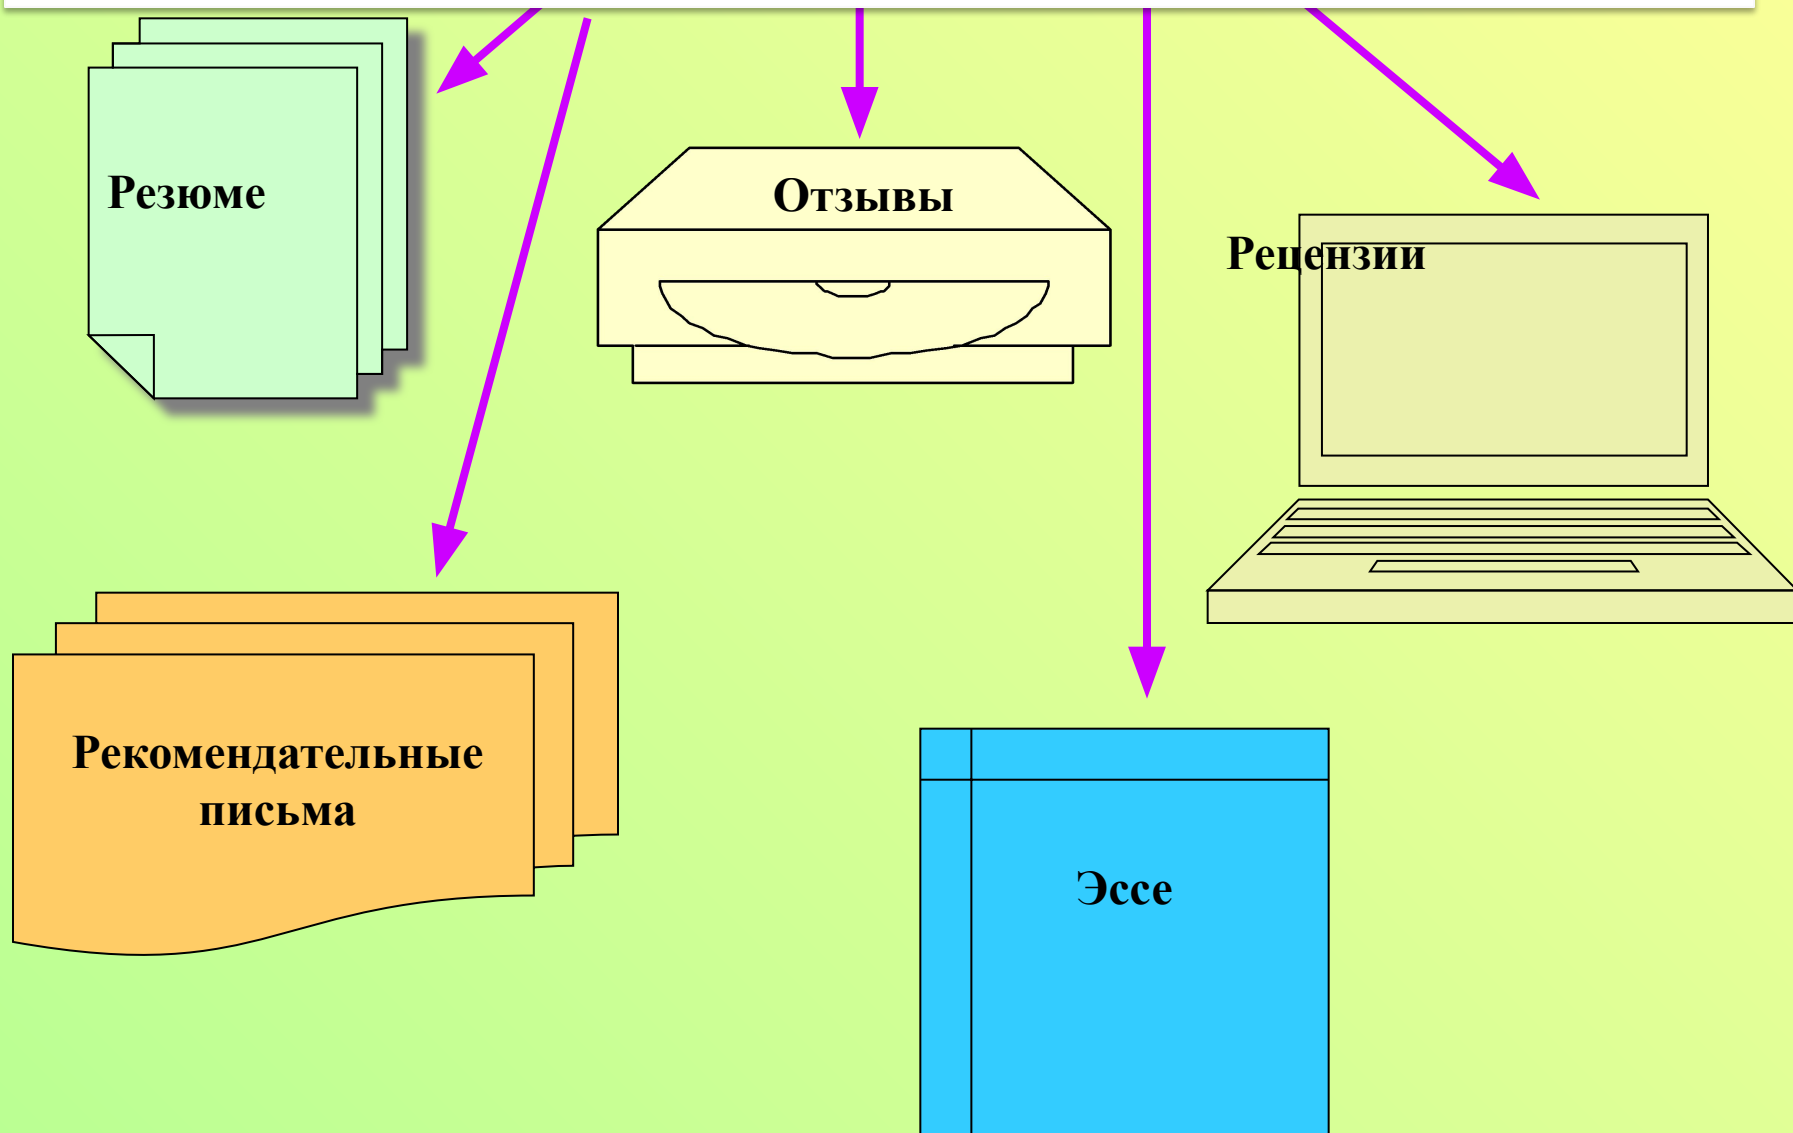 Резюме
Отзывы
Рецензии
Рекомендательные
письма
Эссе